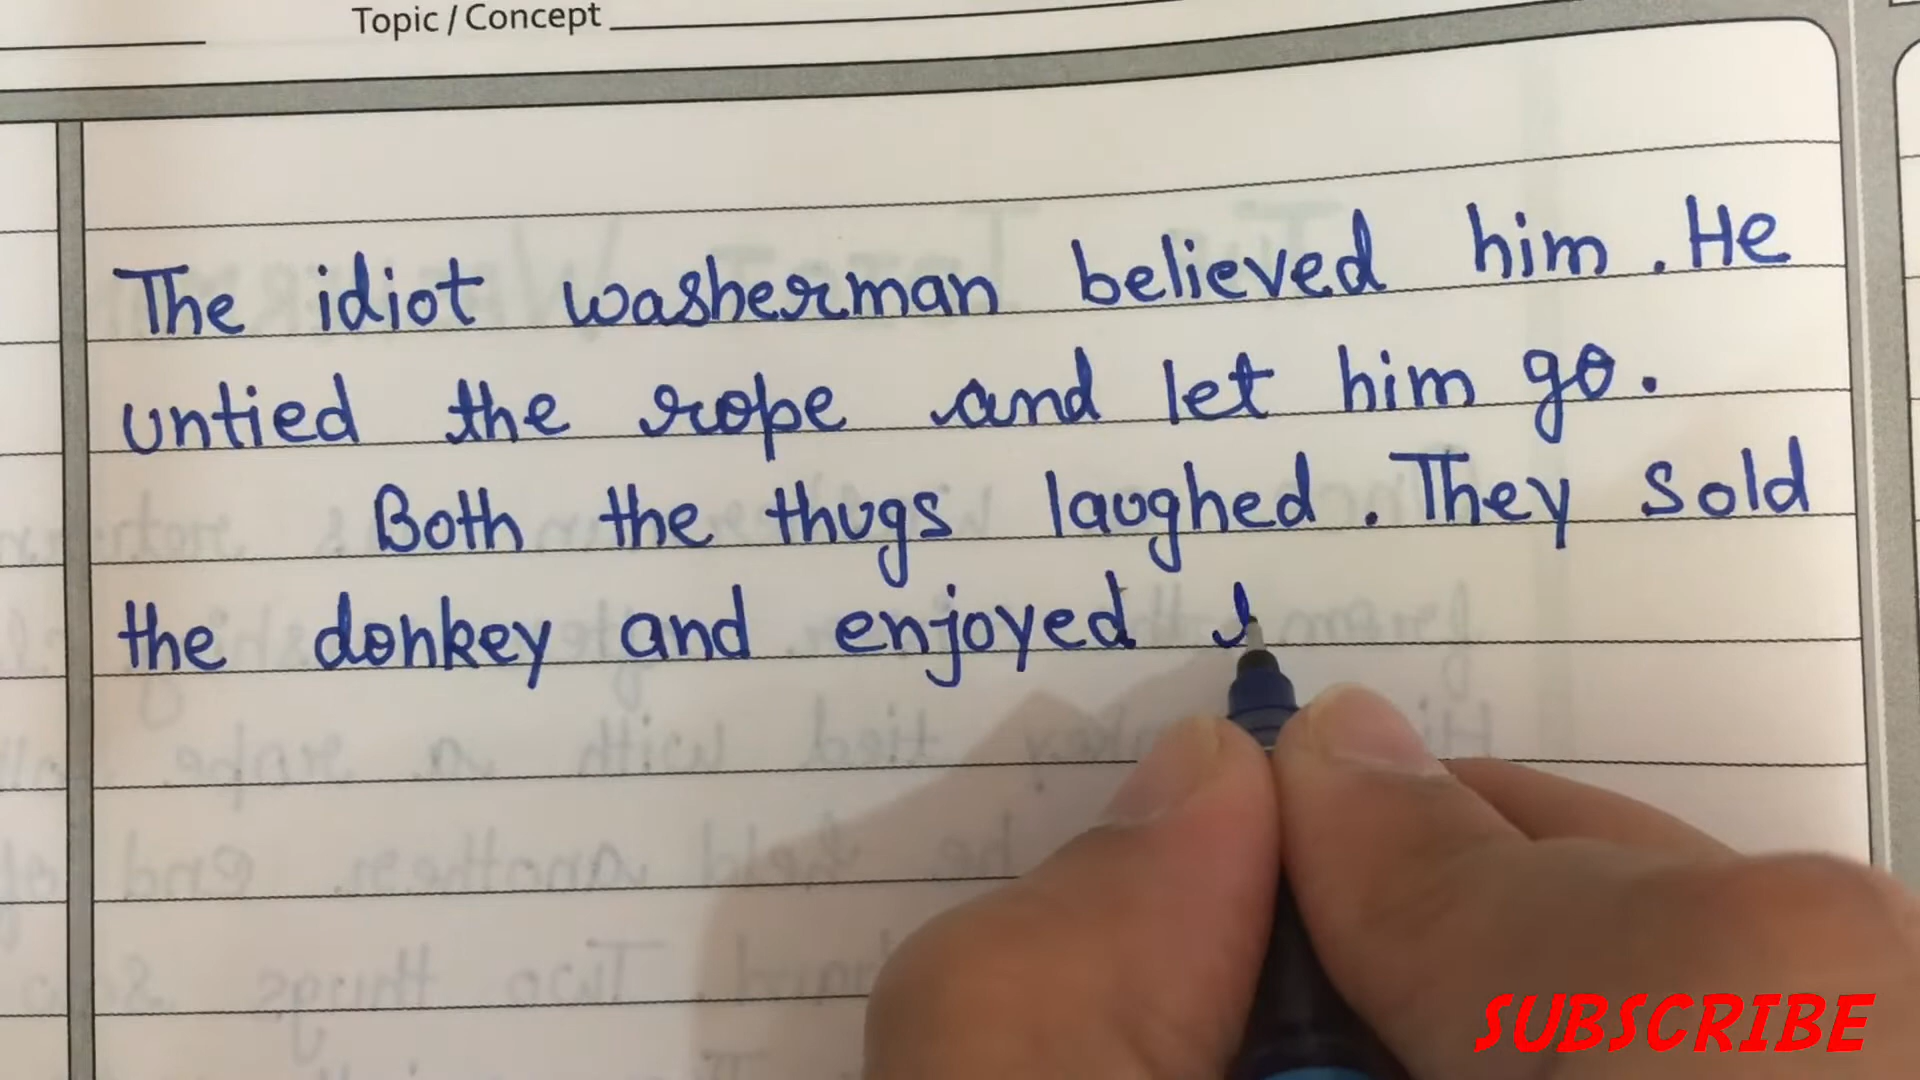 Topic / Concept
The idiot washerman believed him. He
untied the rope and let him go.
Both the thugs laughed. They sold
the donkey and enjoyed
SUBSCRIBE